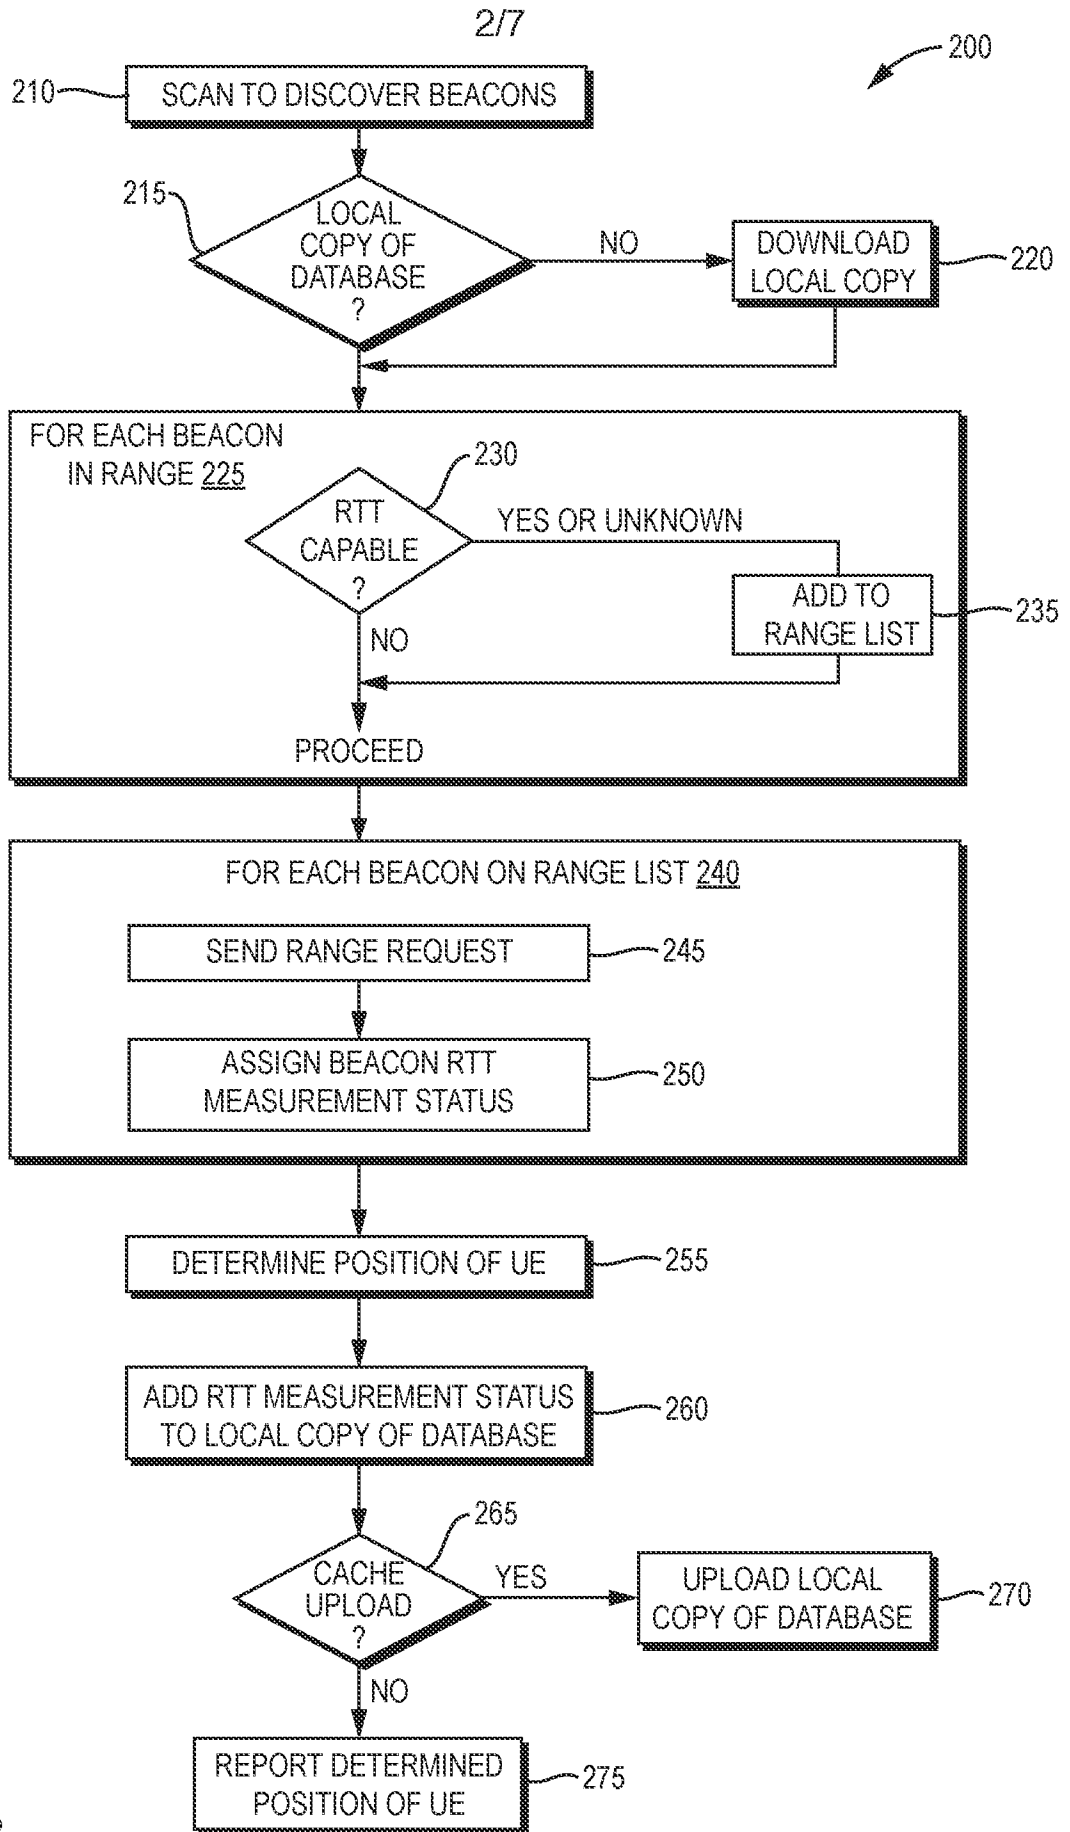 2/7
200
210
SCAN TO DISCOVER BEACONS
215
LOCAL
COPY OF
DATABASE
?
NO
DOWNLOAD
LOCAL COPY
220
FOR EACH BEACON
IN RANGE 225
230
RTT
CAPABLE
?
YES OR UNKNOWN
ADD TO
RANGE LIST
235
NO
PROCEED
FOR EACH BEACON ON RANGE LIST 240
SEND RANGE REQUEST
245
ASSIGN BEACON RTT
MEASUREMENT STATUS
250
DETERMINE POSITION OF UE
255
ADD RTT MEASUREMENT STATUS
TO LOCAL COPY OF DATABASE
260
265
CACHE
UPLOAD
?
YES
UPLOAD LOCAL
COPY OF DATABASE
270
NO
REPORT DETERMINED
POSITION OF UE
275